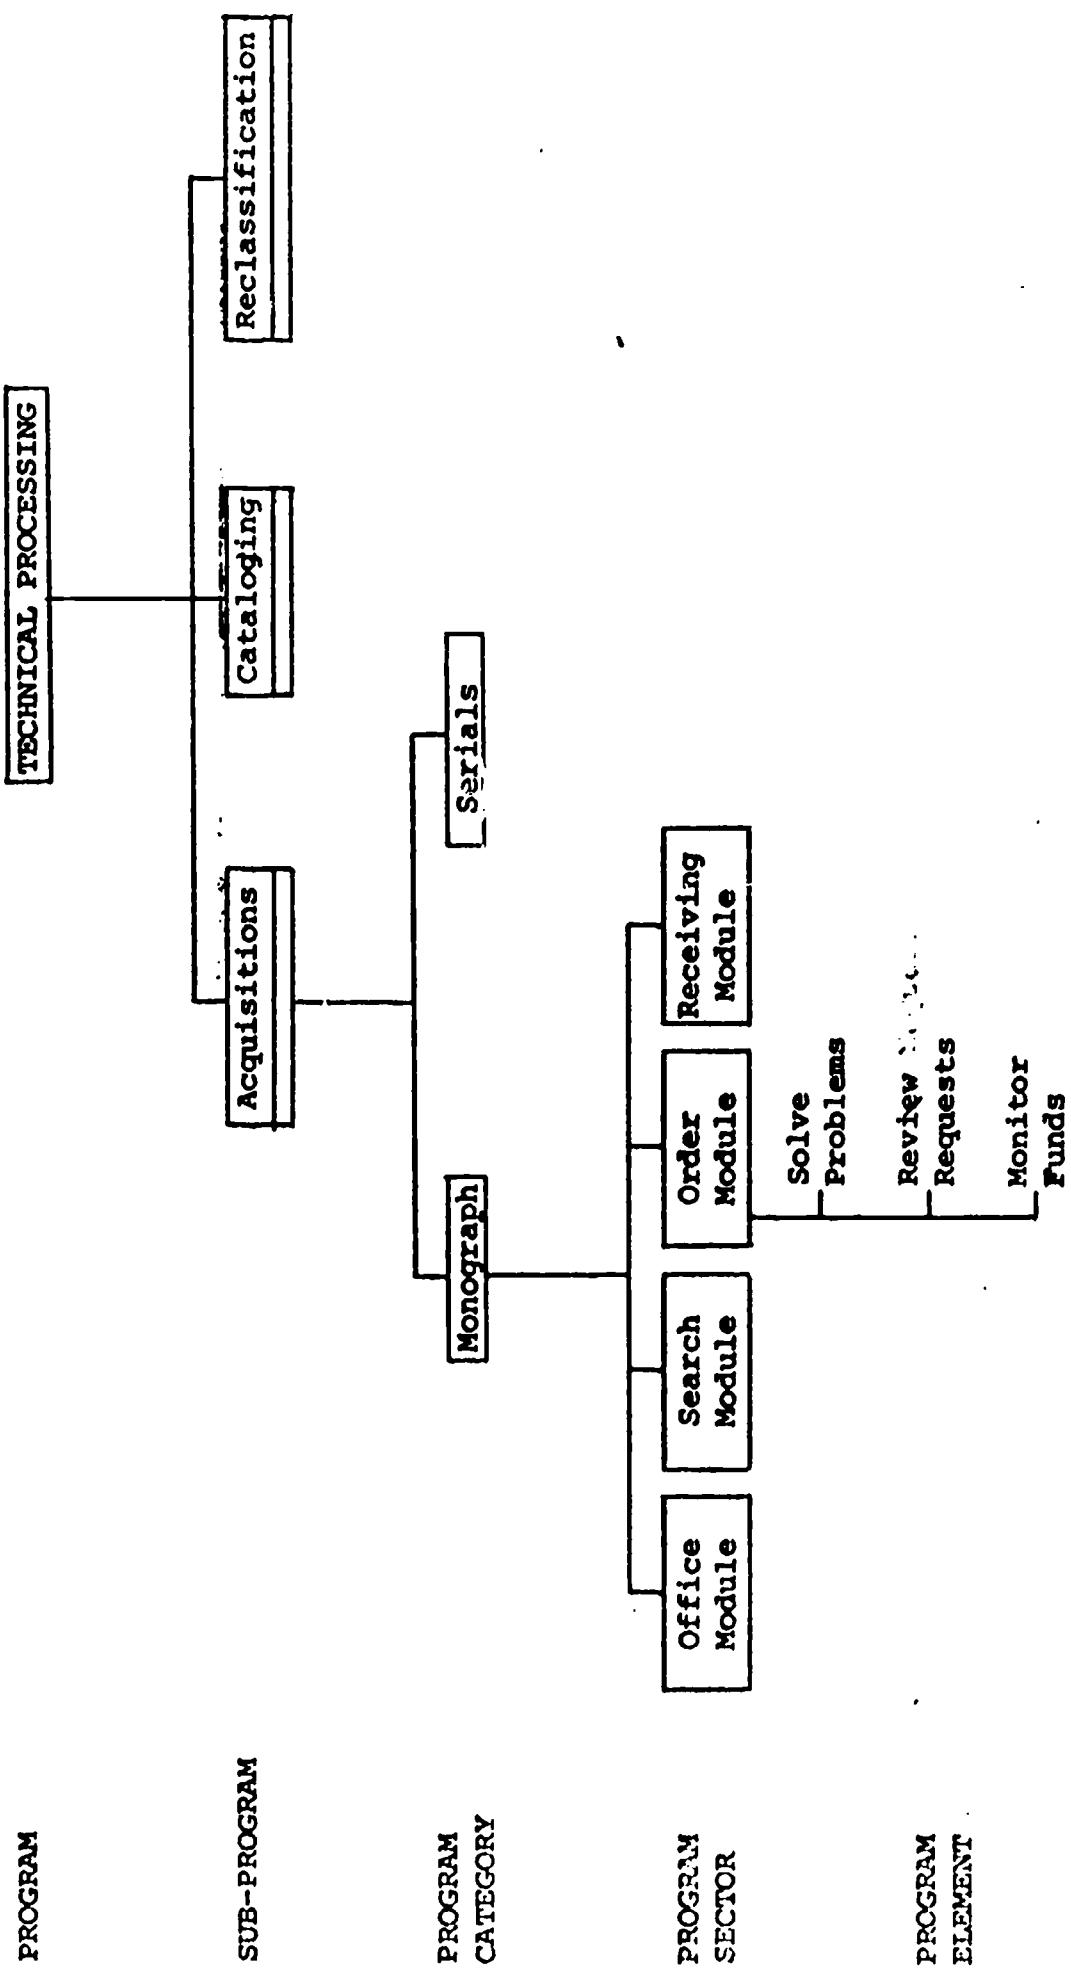 PROGRAM
TECHNICAL PROCESSING
SUB-PROGRAM
Acquisitions
Cataloging
Reclassification
PROGRAM
CATEGORY
Monograph
Serials
PROGRAM
SECTOR
Office
Module
Search
Module
Order
Module
Receiving
Module
PROGRAM
ELEMENT
Solve
Problems
Review
Requests
Monitor
Funds